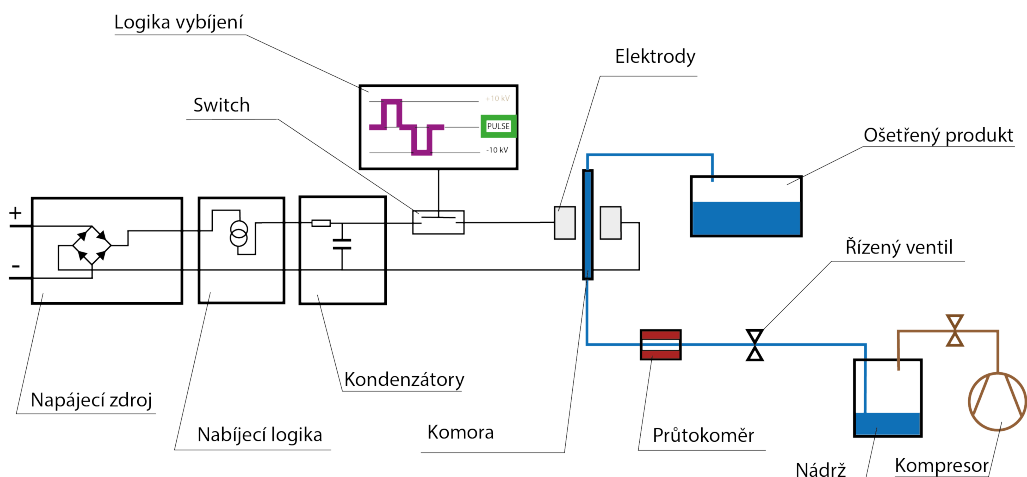 Logika vybíjení
Elektrody
Switch
+10 kV
PULSE
-10 kV
Ošetřený produkt
+
-
Řízený ventil
Kondenzátory
Napájecí zdroj
Nabíjecí logika
Komora
Průtokoměr
Nádrž
Kompresor